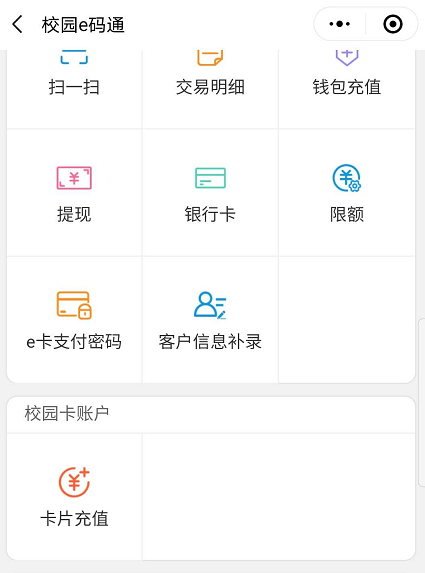 校园e码通
扫一扫
交易明细
钱包充值
提现
银行卡
限额
e卡支付密码
客户信息补录
校园卡账户
卡片充值